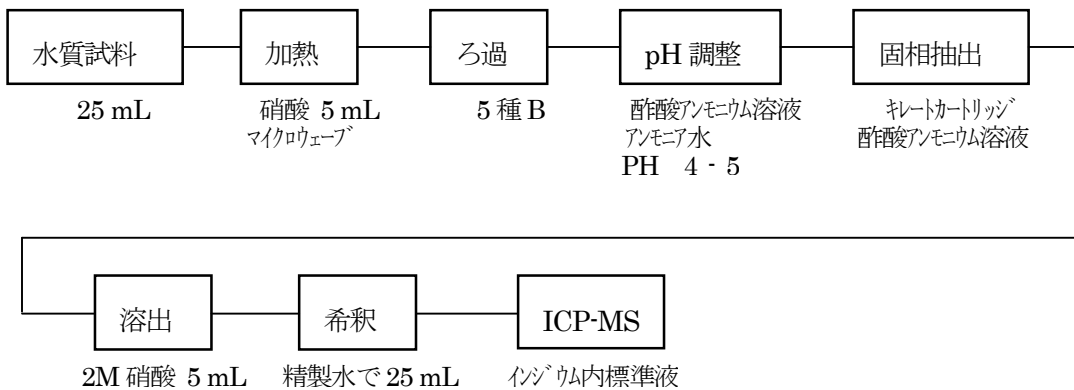 水質試料
加熱
ろ過
pH 調整
固相抽出
25 mL
硝酸 5 mL
マイクロウェーブ
5 種 B
酢酸アンモニウム溶液
アンモニア水
PH 4 - 5
キレートカートリッジ
酢酸アンモニウム溶液
溶出
希釈
ICP-MS
2M 硝酸 5 mL
精製水で 25 mL
インジウム内標準液